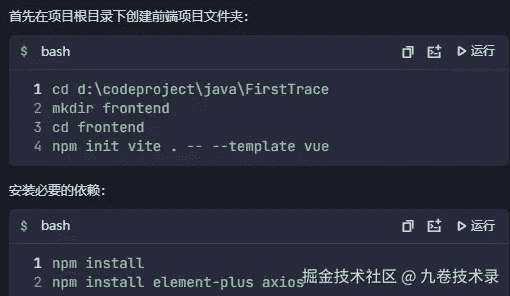 首先在项目根目录下创建前端项目文件夹：
$ bash 运行
1 cd d:\codeproject\java\FirstTrace
2 mkdir frontend
3 cd frontend
4 npm init vite . -- --template vue
安装必要的依赖：
$ bash 运行
1 npm install
2 npm install element-plus axios
掘金技术社区 @ 九卷技术录